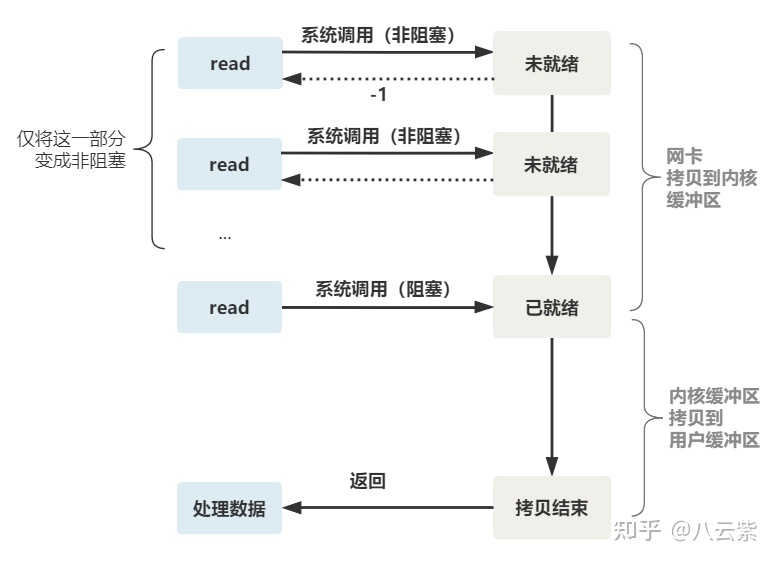 系统调用（非阻塞）
read
未就绪
-1
仅将这一部分
变成非阻塞
系统调用（非阻塞）
read
未就绪
网卡
拷贝到内核
缓冲区
...
系统调用（阻塞）
read
已就绪
内核缓冲区
拷贝到
用户缓冲区
返回
处理数据
拷贝结束
知乎 @八云紫